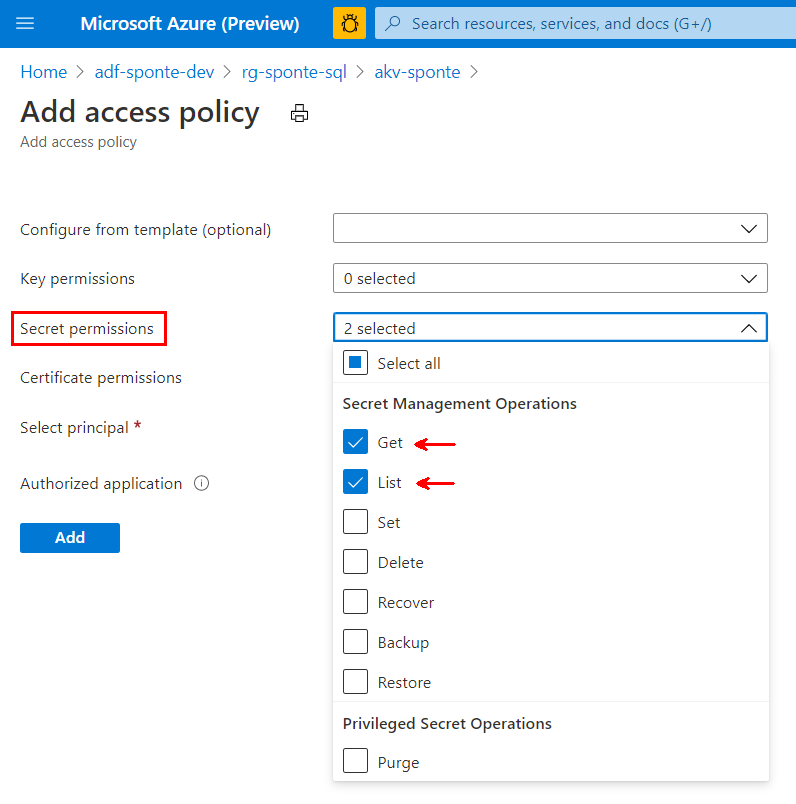 Microsoft Azure (Preview)
Search resources, services, and docs (G+/)
Home > adf-sponte-dev > rg-sponte-sql > akv-sponte >
Add access policy
Add access policy
Configure from template (optional)
Key permissions
0 selected
Secret permissions
2 selected
Select all
Certificate permissions
Secret Management Operations
Select principal *
Get
List
Authorized application
Set
Add
Delete
Recover
Backup
Restore
Privileged Secret Operations
Purge